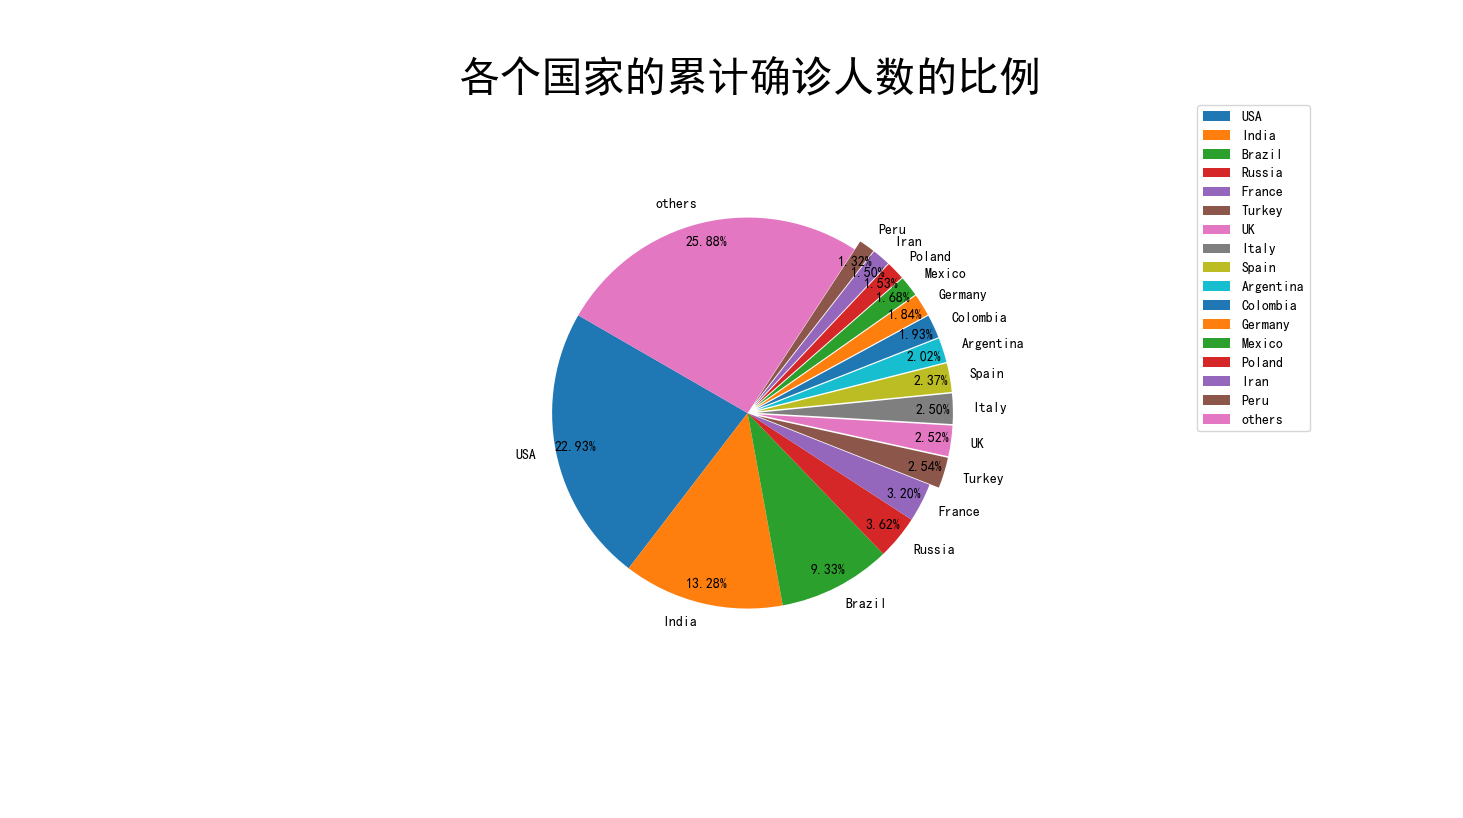 各个国家的累计确诊人数的比例
USA
India
Brazil
Russia
France
Turkey
UK
Italy
Spain
Argentina
Colombia
Germany
Mexico
Poland
Iran
Peru
others
others
25.88%
Peru
1.32%
Iran
1.50%
Poland
1.53%
Mexico
1.68%
Germany
1.84%
Colombia
1.93%
Argentina
2.02%
Spain
2.37%
Italy
2.50%
UK
2.52%
Turkey
2.54%
France
3.20%
Russia
3.62%
Brazil
9.33%
India
13.28%
USA
22.93%